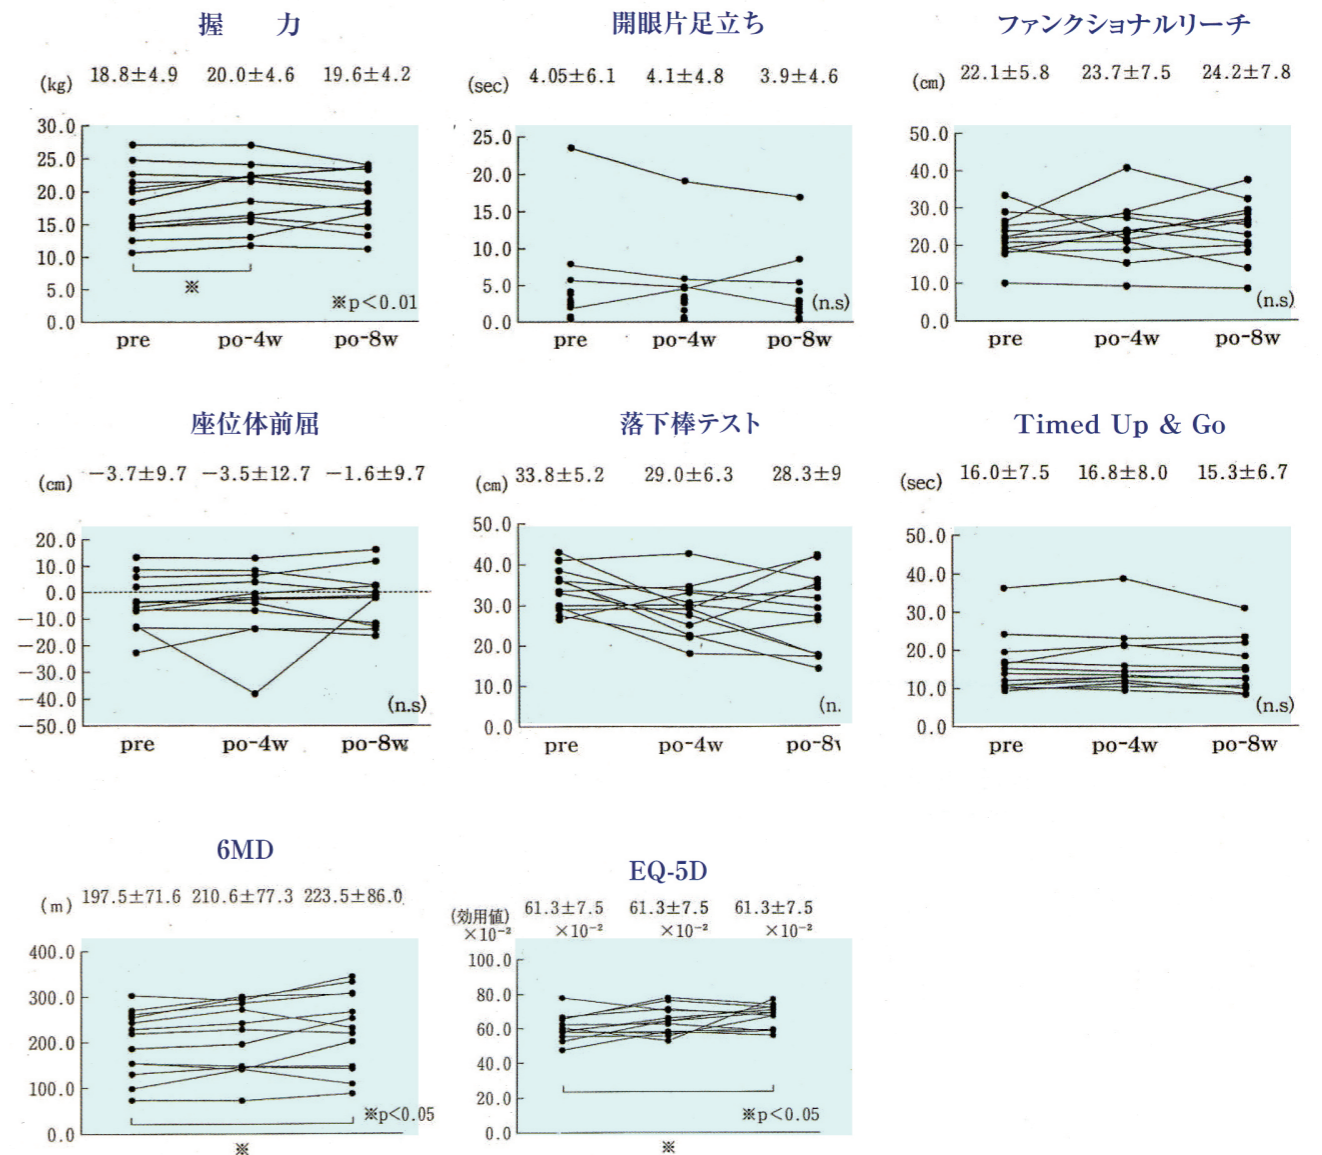 握　力
(kg) 18.8±4.9 20.0±4.6 19.6±4.2
30.0
25.0
20.0
15.0
10.0
5.0
0.0
※
※p<0.01
pre po-4w po-8w
開眼片足立ち
(sec) 4.05±6.1 4.1±4.8 3.9±4.6
25.0
20.0
15.0
10.0
5.0
0.0
(n.s)
pre po-4w po-8w
ファンクショナルリーチ
(cm) 22.1±5.8 23.7±7.5 24.2±7.8
50.0
40.0
30.0
20.0
10.0
0.0
(n.s)
pre po-4w po-8w
座位体前屈
(cm) −3.7±9.7 −3.5±12.7 −1.6±9.7
20.0
10.0
0.0
−10.0
−20.0
−30.0
−40.0
−50.0
(n.s)
pre po-4w po-8w
落下棒テスト
(cm) 33.8±5.2 29.0±6.3 28.3±9
50.0
40.0
30.0
20.0
10.0
0.0
(n.
pre po-4w po-8
Timed Up & Go
(sec) 16.0±7.5 16.8±8.0 15.3±6.7
50.0
40.0
30.0
20.0
10.0
0.0
(n.s)
pre po-4w po-8w
6MD
(m) 197.5±71.6 210.6±77.3 223.5±86.0
400.0
300.0
200.0
100.0
0.0
※p<0.05
※
EQ-5D
(効用値) 61.3±7.5 61.3±7.5 61.3±7.5
×10⁻² ×10⁻² ×10⁻² ×10⁻²
100.0
80.0
60.0
40.0
20.0
0.0
※p<0.05
※